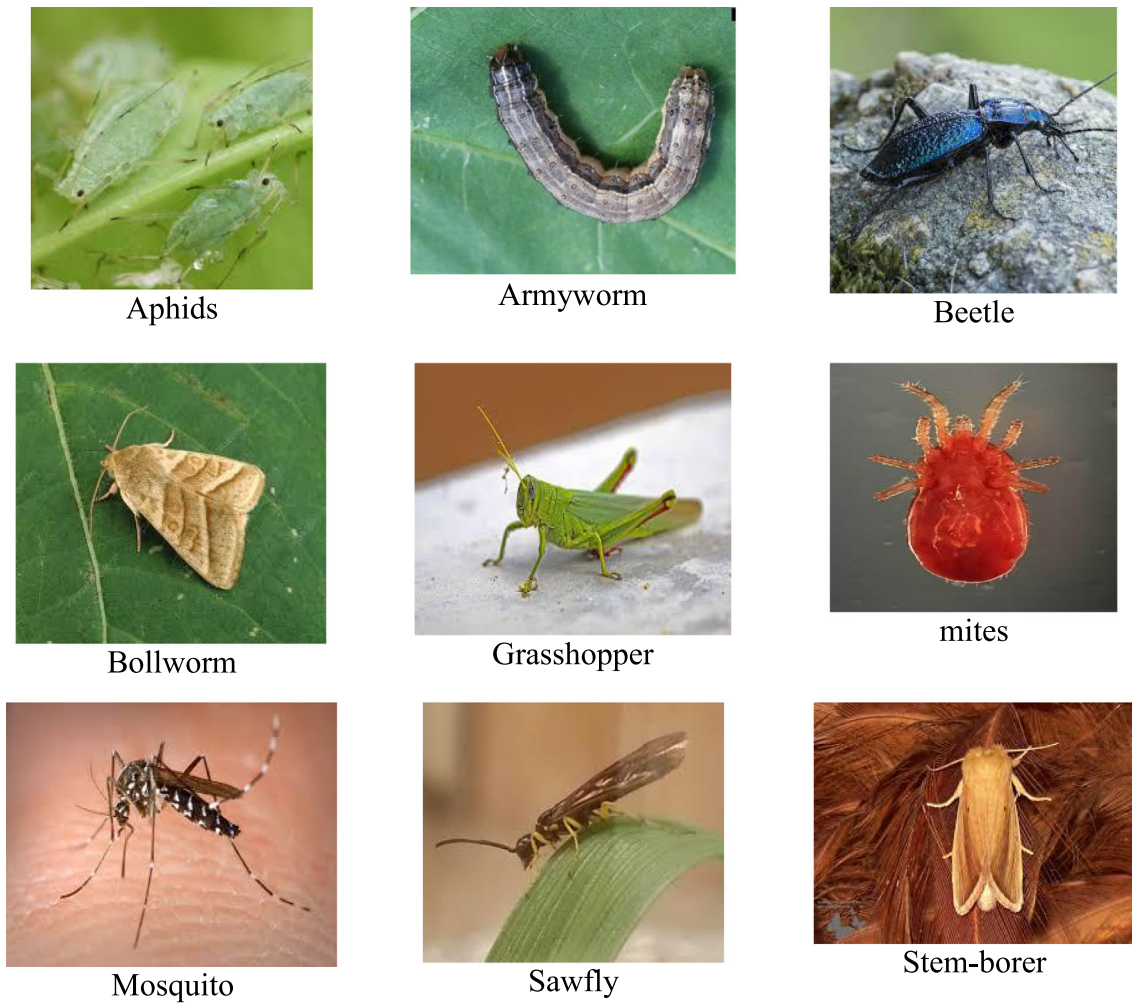 Aphids
Armyworm
Beetle
Bollworm
Grasshopper
mites
Mosquito
Sawfly
Stem-borer